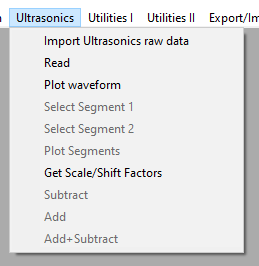 Ultrasonics Utilities I Utilities II Export/Im
Import Ultrasonics raw data
Read
Plot waveform
Select Segment 1
Select Segment 2
Plot Segments
Get Scale/Shift Factors
Subtract
Add
Add+Subtract